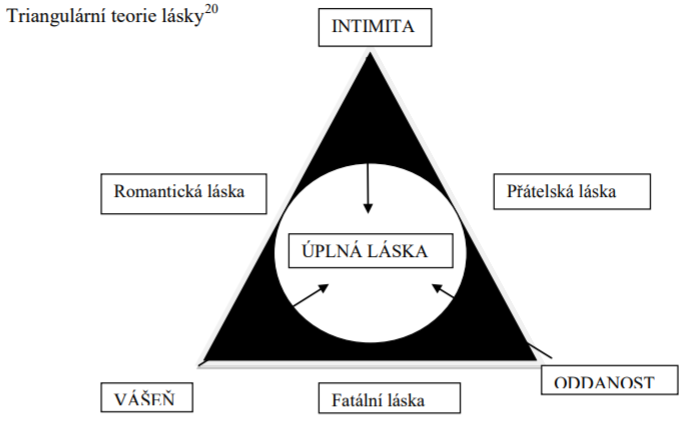 Triangulární teorie lásky20
INTIMITA
Romantická láska
Přátelská láska
ÚPLNÁ LÁSKA
VÁŠEŇ
Fatální láska
ODDANOST